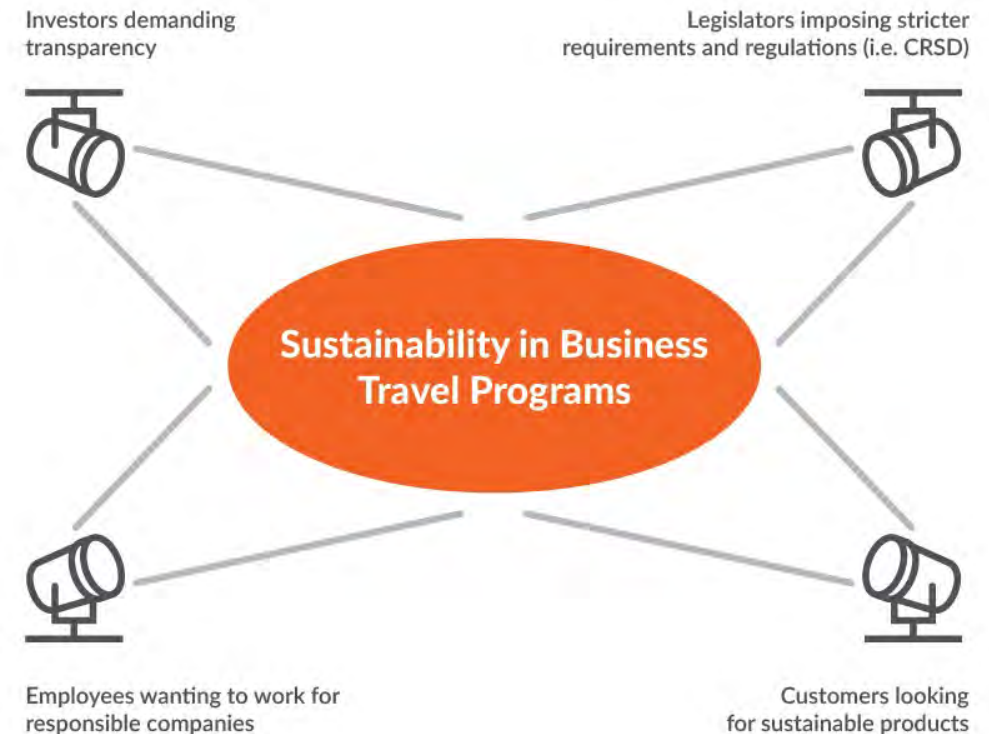 Investors demanding
transparency
Legislators imposing stricter
requirements and regulations (i.e. CRSD)
Sustainability in Business
Travel Programs
Employees wanting to work for
responsible companies
Customers looking
for sustainable products